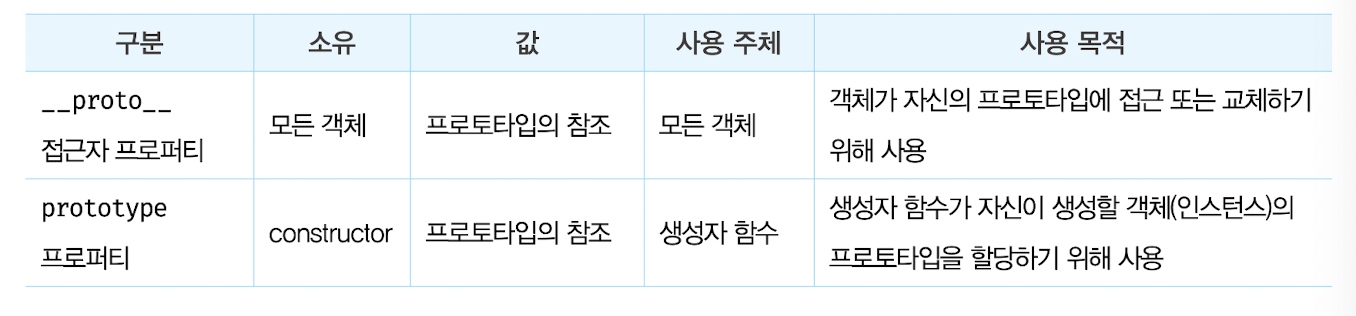 구분 소유 값 사용 주체 사용 목적
__proto__
접근자 프로퍼티
모든 객체
프로토타입의 참조
모든 객체
객체가 자신의 프로토타입에 접근 또는 교체하기
위해 사용
prototype
프로퍼티
constructor
프로토타입의 참조
생성자 함수
생성자 함수가 자신이 생성할 객체(인스턴스)의
프로토타입을 할당하기 위해 사용